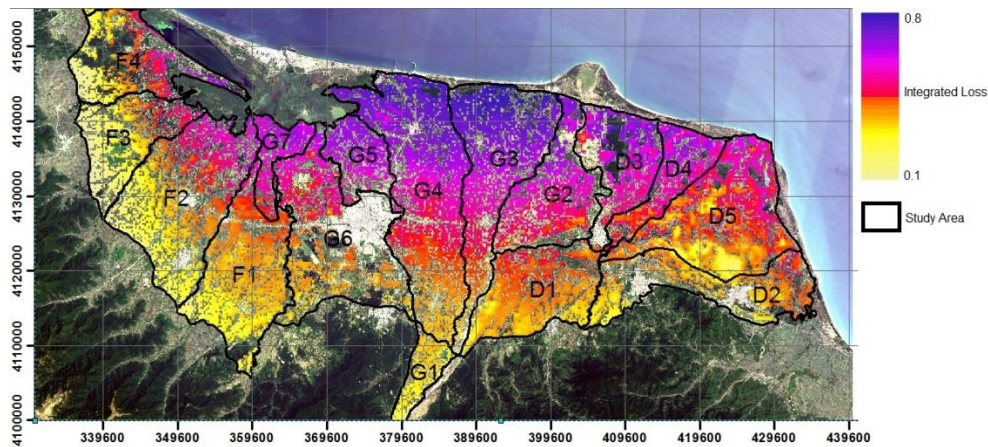 4150000
4140000
4130000
4120000
4110000
4100000
339600
349600
359600
369600
379600
389600
399600
409600
419600
429600
439600
F4
F3
F2
F1
G7
G5
G6
G4
G3
G2
G1
D3
D4
D5
D1
D2
0.8
Integrated Loss
0.1
Study Area